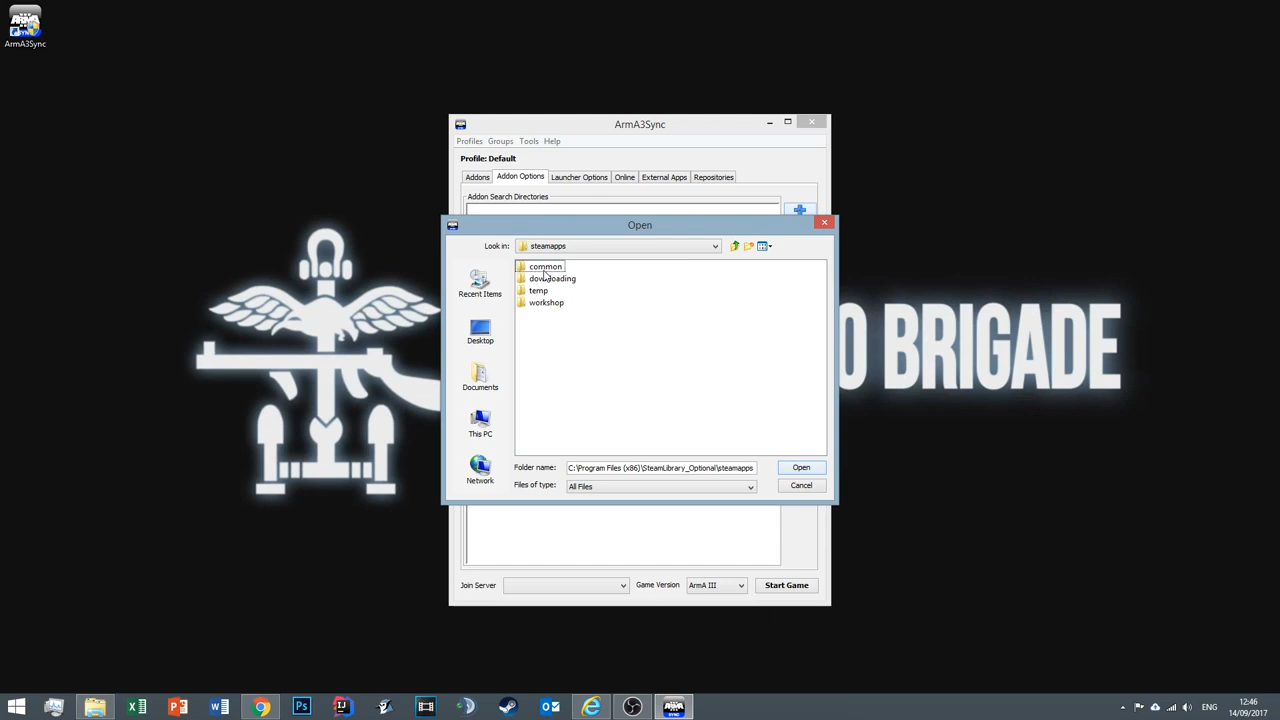 ArmA3Sync
ArmA3Sync
Profiles Groups Tools Help
Profile: Default
Addons Addon Options Launcher Options Online External Apps Repositories
Addon Search Directories
Open
Look in: steamapps
common
downloading
temp
workshop
Recent Items
Desktop
Documents
This PC
Network
O BRIGADE
Folder name: C:\Program Files (x86)\SteamLibrary_Optional\steamapps Open
Files of type: All Files Cancel
Join Server Game Version ArmA III Start Game
ENG 12:46
14/09/2017